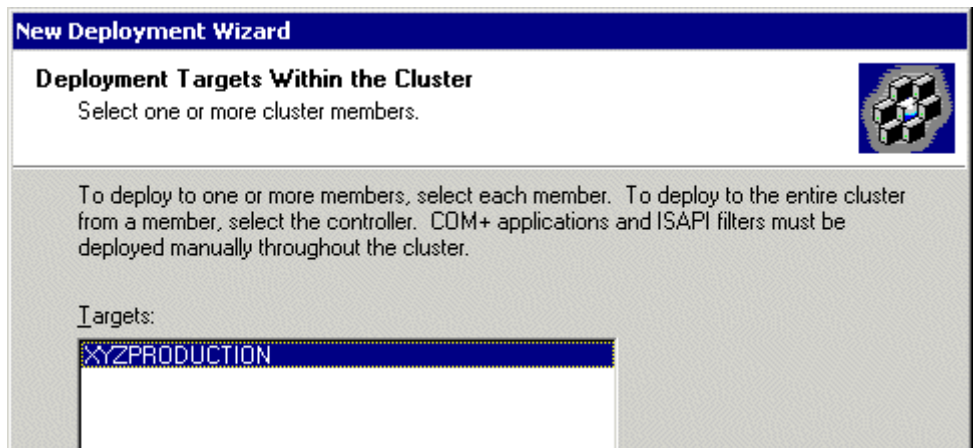 New Deployment Wizard
Deployment Targets Within the Cluster
Select one or more cluster members.
To deploy to one or more members, select each member. To deploy to the entire cluster
from a member, select the controller. COM+ applications and ISAPI filters must be
deployed manually throughout the cluster.
Targets:
XYZPRODUCTION